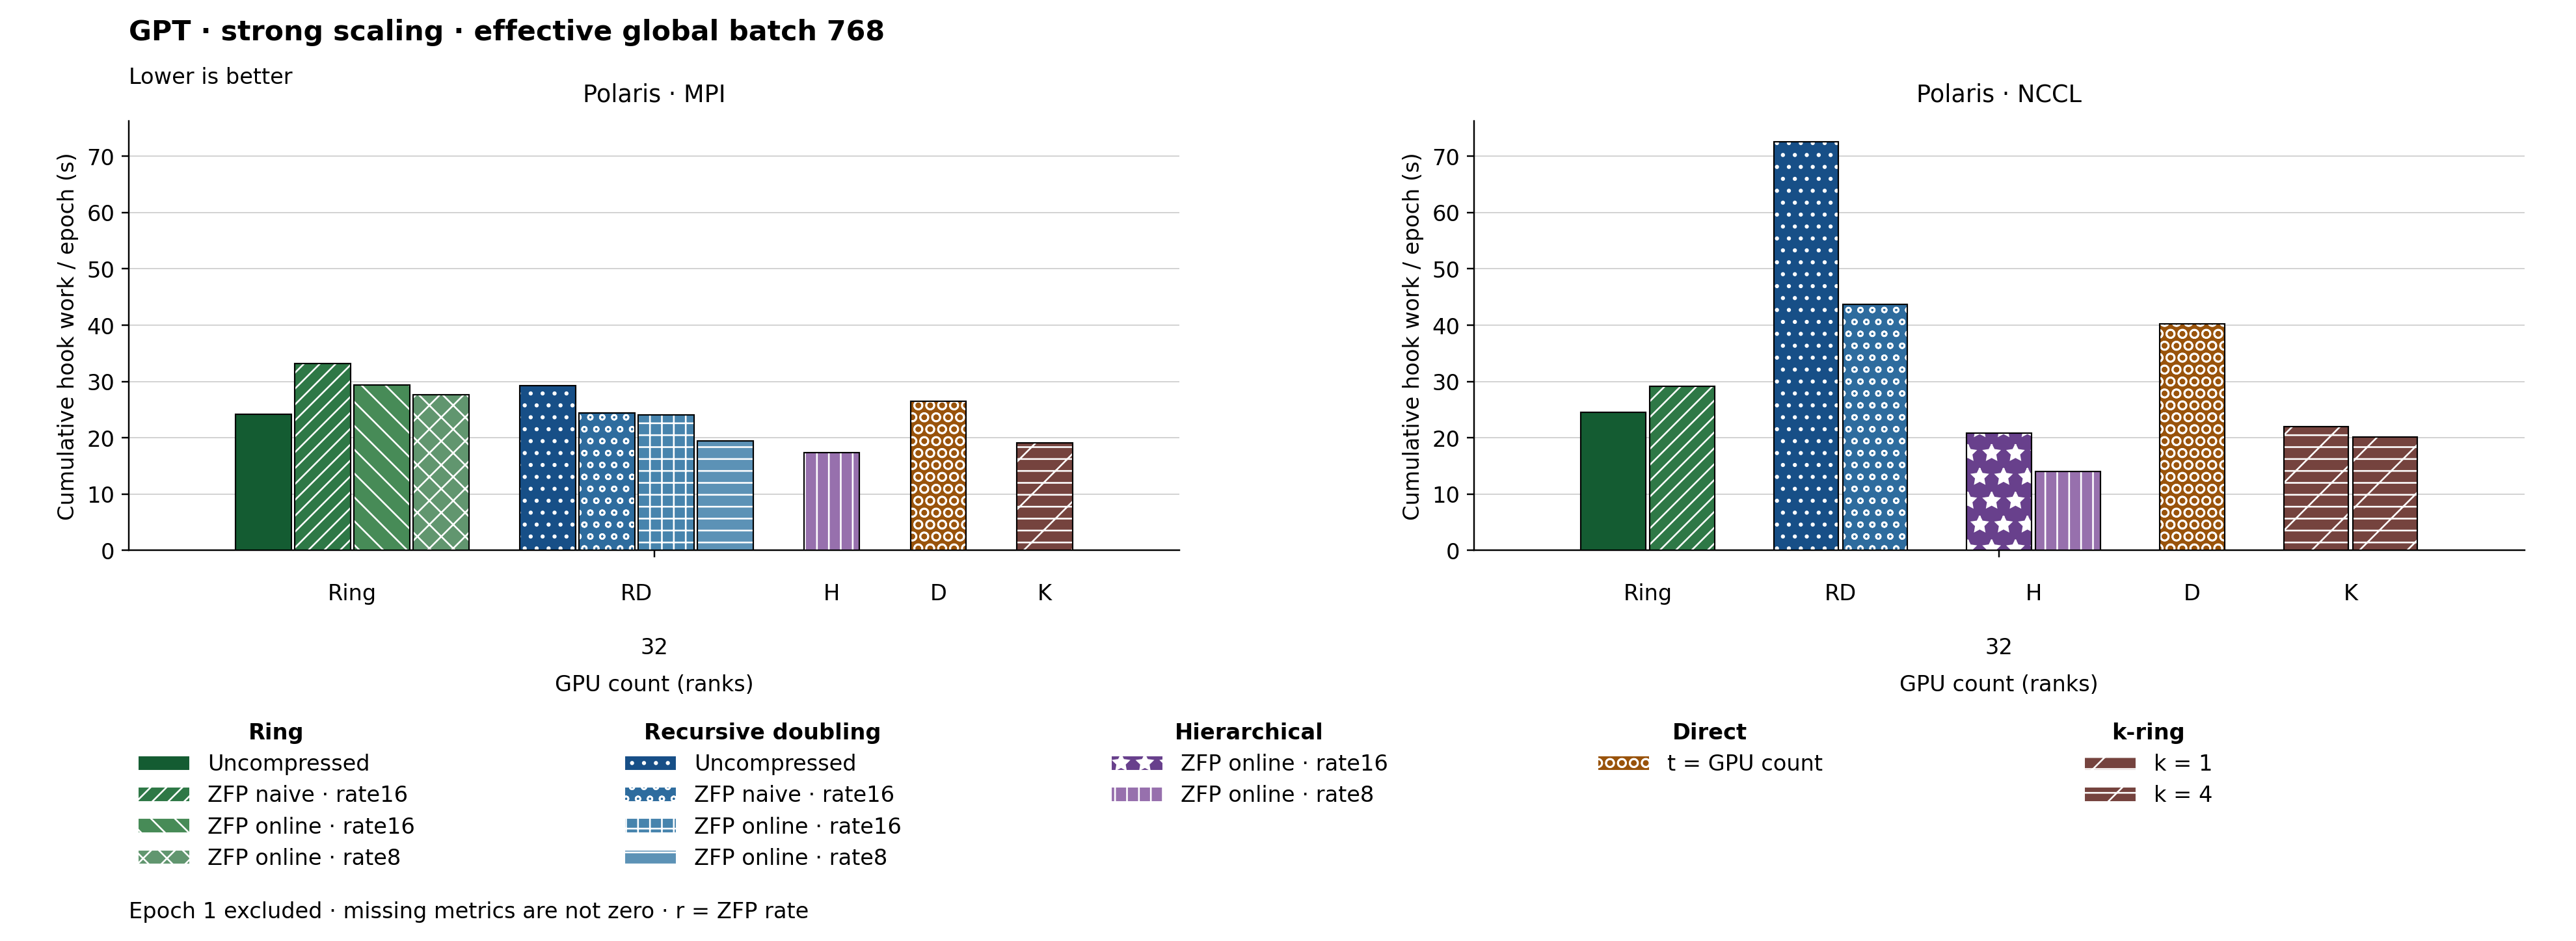 GPT · strong scaling · effective global batch 768
Lower is better
Polaris · MPI
Cumulative hook work / epoch (s)
70
60
50
40
30
20
10
0
Ring RD H D K
32
GPU count (ranks)
Polaris · NCCL
Cumulative hook work / epoch (s)
70
60
50
40
30
20
10
0
Ring RD H D K
32
GPU count (ranks)
Ring
Uncompressed
ZFP naive · rate16
ZFP online · rate16
ZFP online · rate8
Recursive doubling
Uncompressed
ZFP naive · rate16
ZFP online · rate16
ZFP online · rate8
Hierarchical
ZFP online · rate16
ZFP online · rate8
Direct
t = GPU count
k-ring
k = 1
k = 4
Epoch 1 excluded · missing metrics are not zero · r = ZFP rate